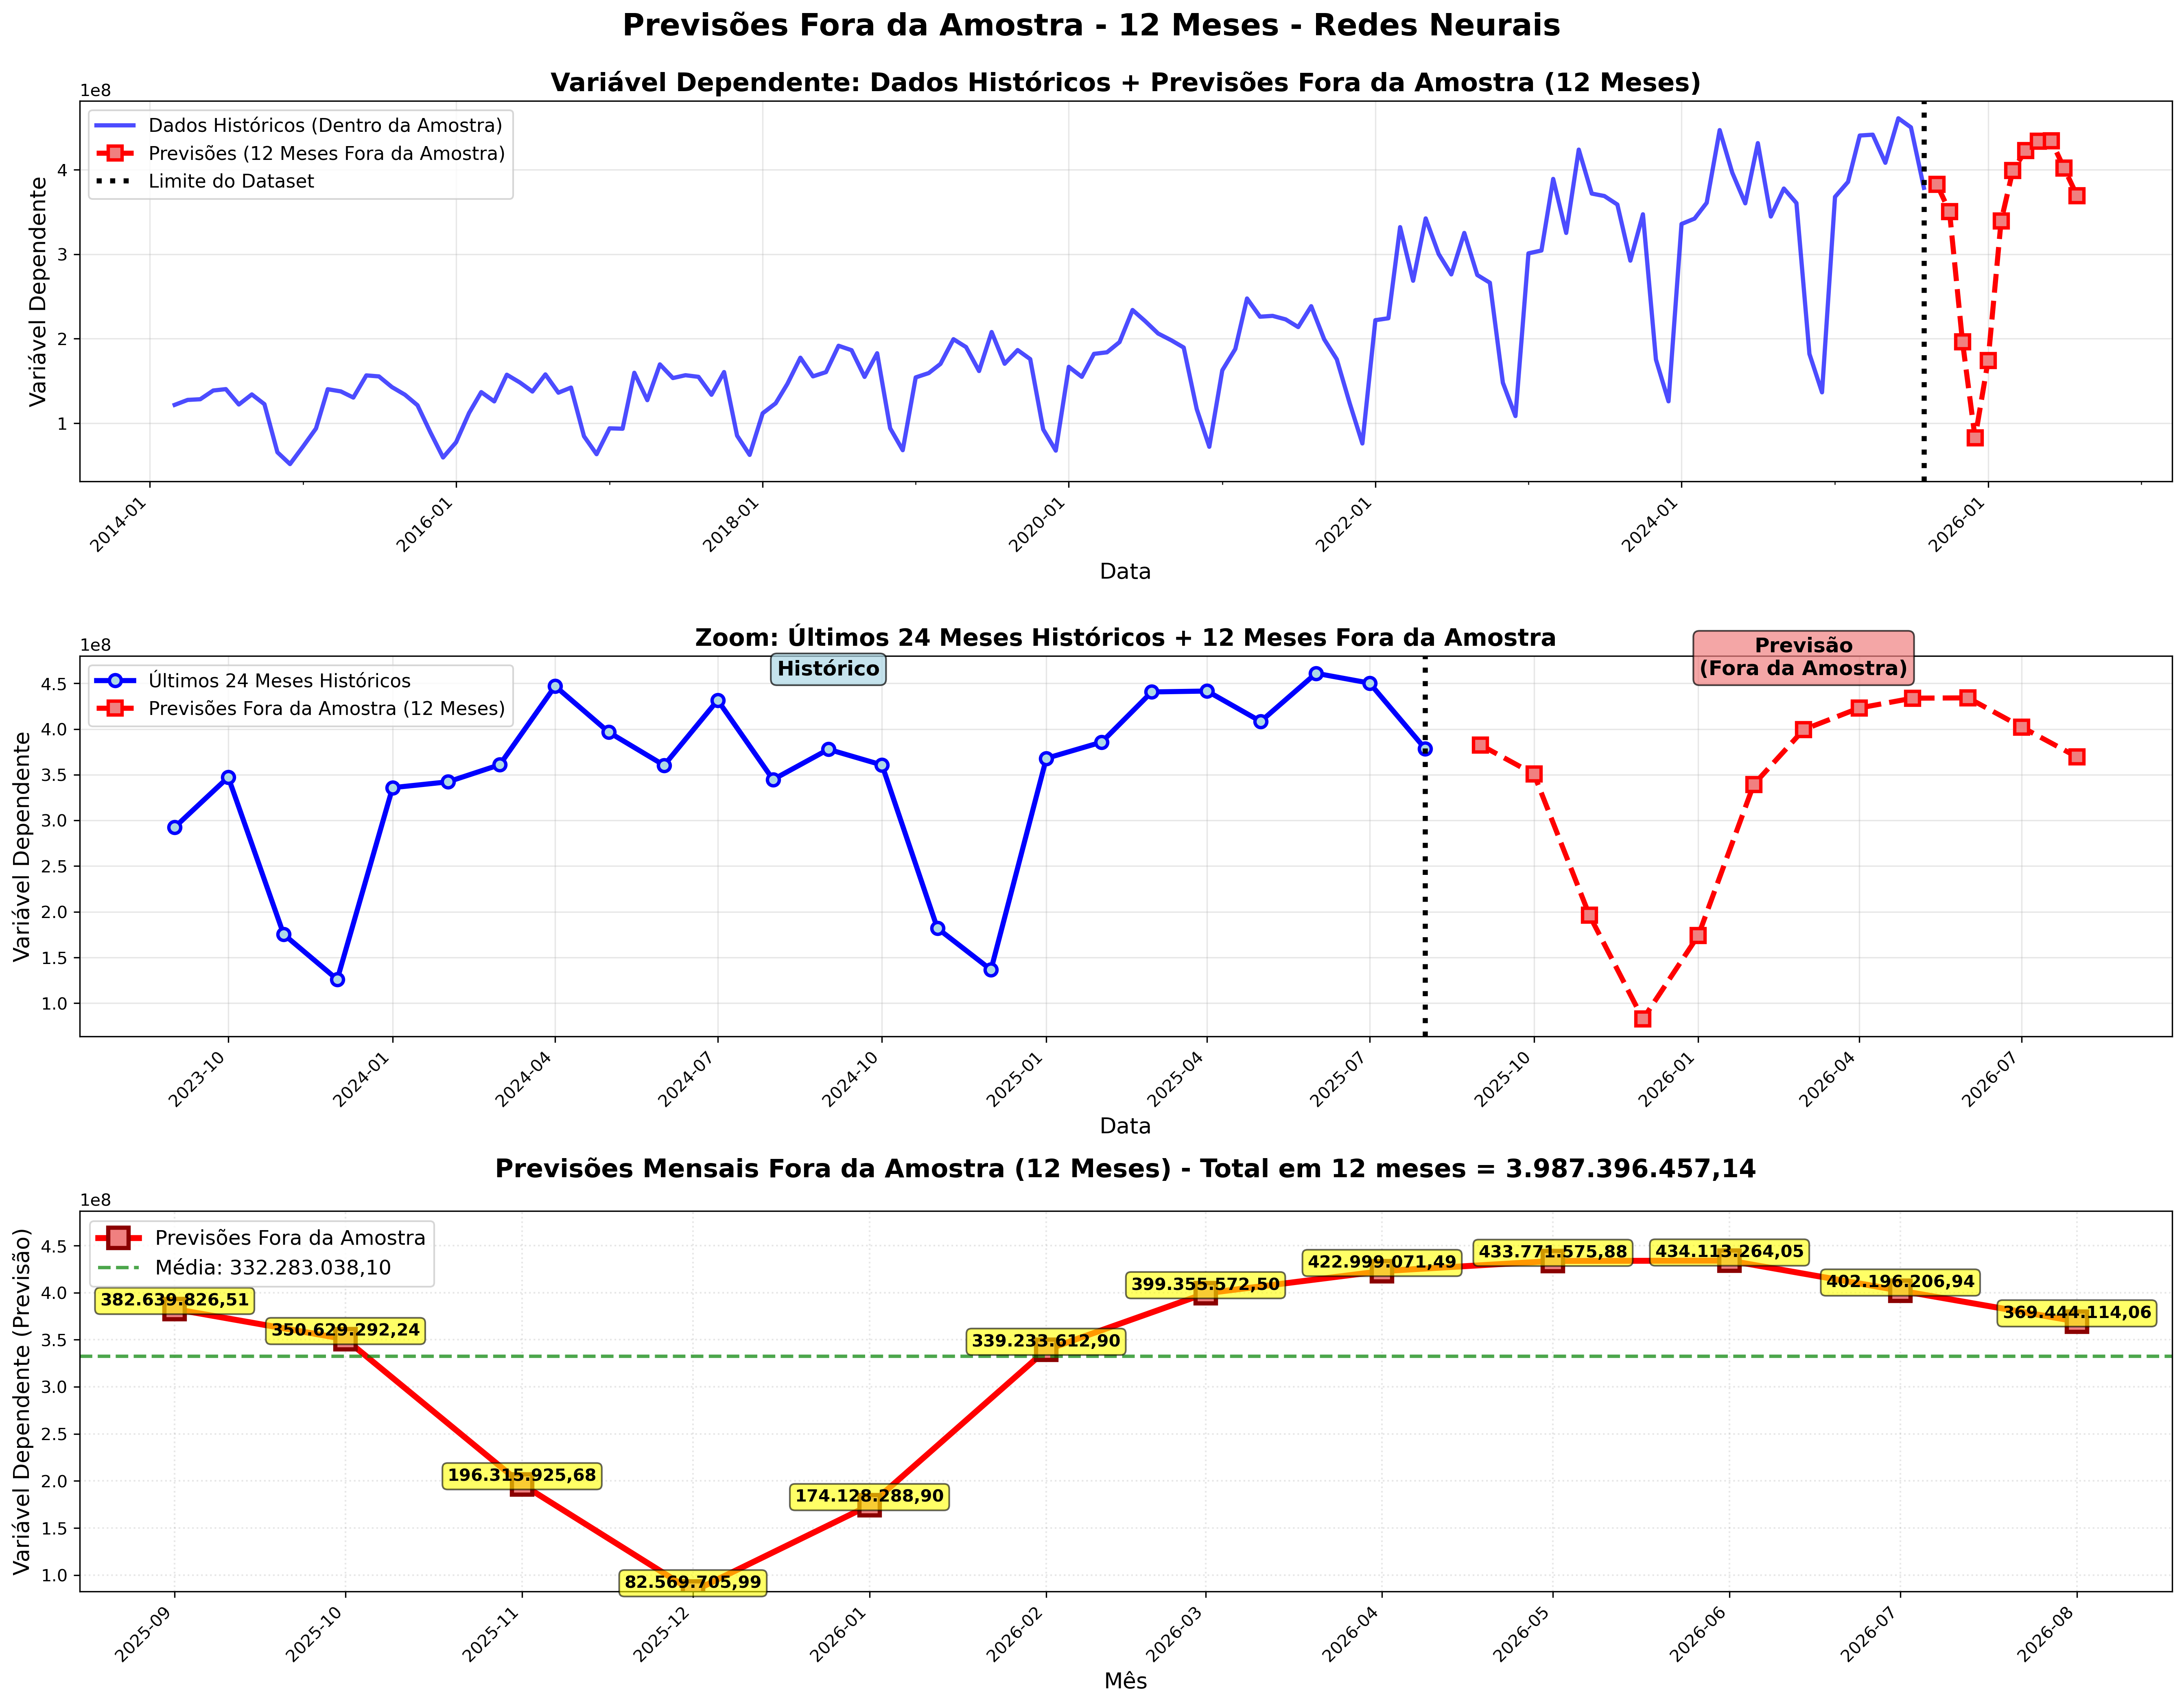 Previsões Fora da Amostra - 12 Meses - Redes Neurais
Variável Dependente: Dados Históricos + Previsões Fora da Amostra (12 Meses)
1e8
Dados Históricos (Dentro da Amostra)
Previsões (12 Meses Fora da Amostra)
Limite do Dataset
Variável Dependente
4
3
2
1
2014-01
2016-01
2018-01
2020-01
2022-01
2024-01
2026-01
Data
Zoom: Últimos 24 Meses Históricos + 12 Meses Fora da Amostra
1e8
Últimos 24 Meses Históricos
Previsões Fora da Amostra (12 Meses)
Histórico
Previsão
(Fora da Amostra)
Variável Dependente
4.5
4.0
3.5
3.0
2.5
2.0
1.5
1.0
2023-10
2024-01
2024-04
2024-07
2024-10
2025-01
2025-04
2025-07
2025-10
2026-01
2026-04
2026-07
Data
Previsões Mensais Fora da Amostra (12 Meses) - Total em 12 meses = 3.987.396.457,14
1e8
Previsões Fora da Amostra
Média: 332.283.038,10
Variável Dependente (Previsão)
4.5
4.0
3.5
3.0
2.5
2.0
1.5
1.0
382.639.826,51
350.629.292,24
196.315.925,68
82.569.705,99
174.128.288,90
339.233.612,90
399.355.572,50
422.999.071,49
433.771.575,88
434.113.264,05
402.196.206,94
369.444.114,06
2025-09
2025-10
2025-11
2025-12
2026-01
2026-02
2026-03
2026-04
2026-05
2026-06
2026-07
2026-08
Mês